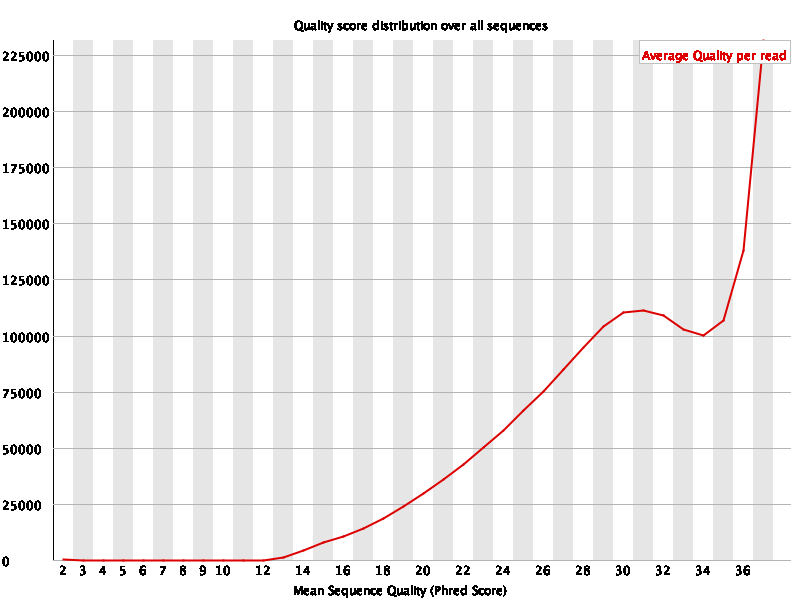 Quality score distribution over all sequences
Average Quality per read
225000
200000
175000
150000
125000
100000
75000
50000
25000
0
2 3 4 5 6 7 8 9 10 12 14 16 18 20 22 24 26 28 30 32 34 36
Mean Sequence Quality (Phred Score)